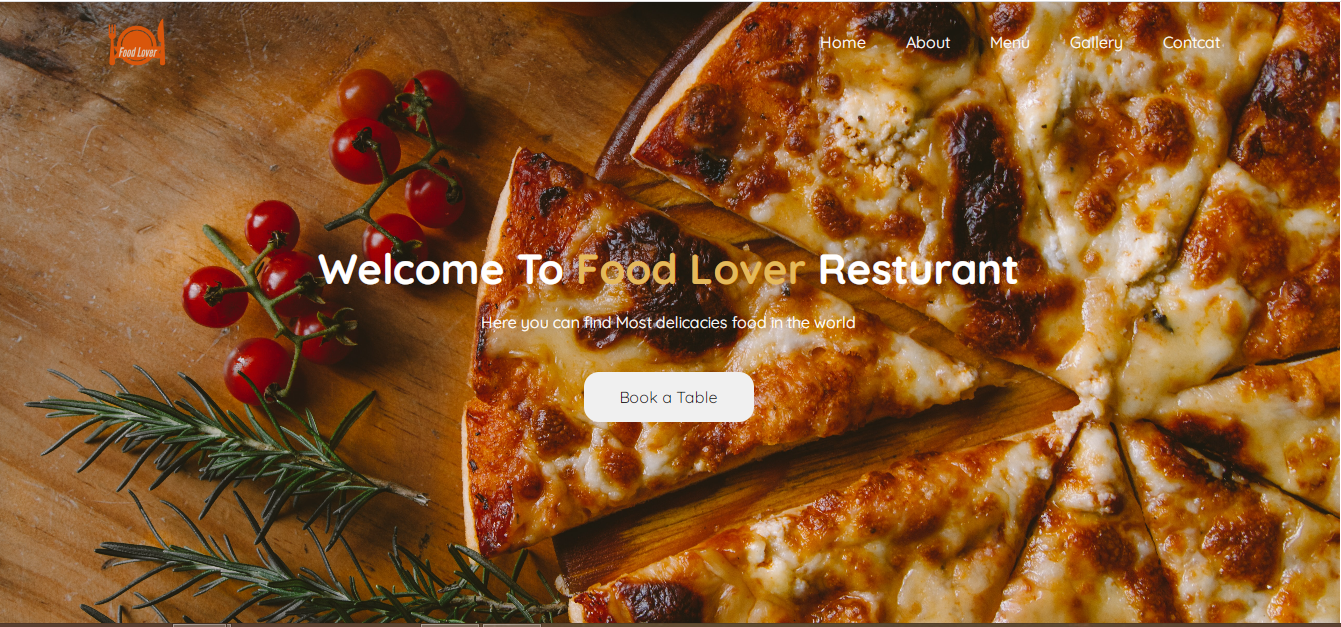 Food Lover
Home About Menu Gallery Contcat
Welcome To Food Lover Resturant
Here you can find Most delicacies food in the world
Book a Table